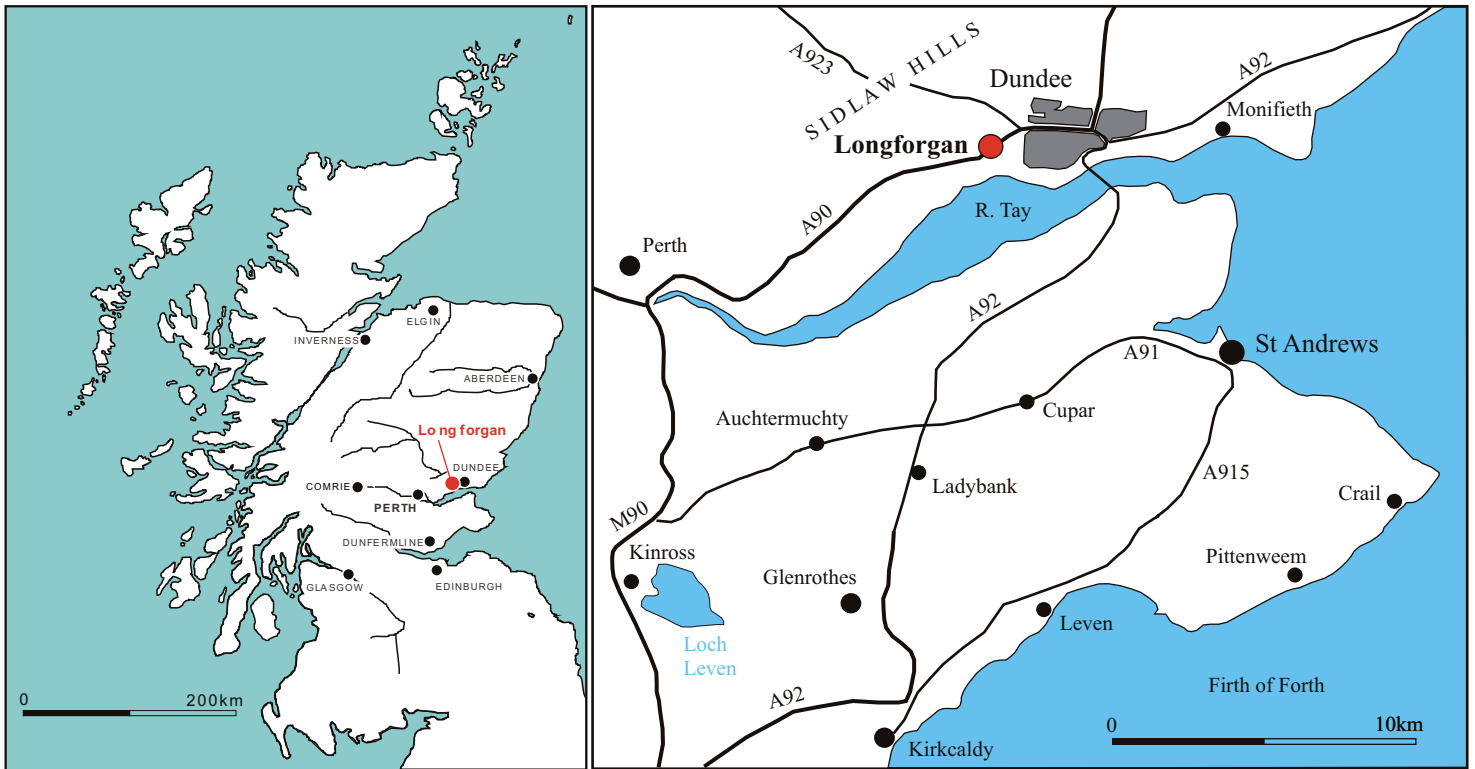 ELGIN
INVERNESS
ABERDEEN
Long forgan
DUNDEE
COMRIE
PERTH
DUNFERMLINE
GLASGOW
EDINBURGH
0 200km
A923
SIDLAW HILLS
Dundee
A92
Monifieth
Longforgan
A90
R. Tay
Perth
A92
St Andrews
A91
Cupar
Auchtermuchty
A915
Ladybank
Crail
M90
Kinross
Pittenweem
Glenrothes
Leven
Loch
Leven
Firth of Forth
A92
0 10km
Kirkcaldy